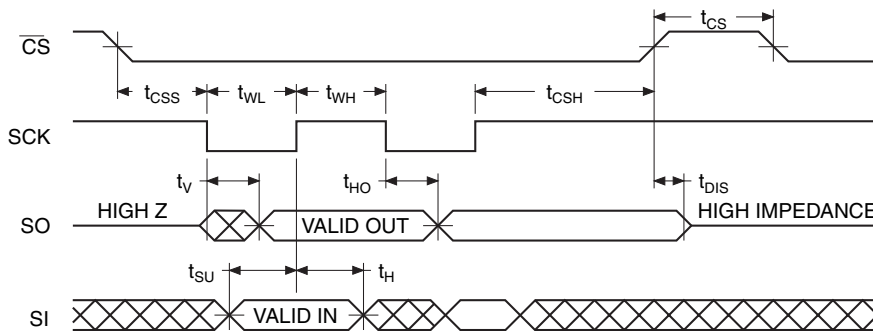 t_CS
C̅S̅
t_CSS t_WL t_WH t_CSH
SCK
t_V t_HO t_DIS
HIGH Z HIGH IMPEDANCE
SO VALID OUT
t_SU t_H
SI VALID IN